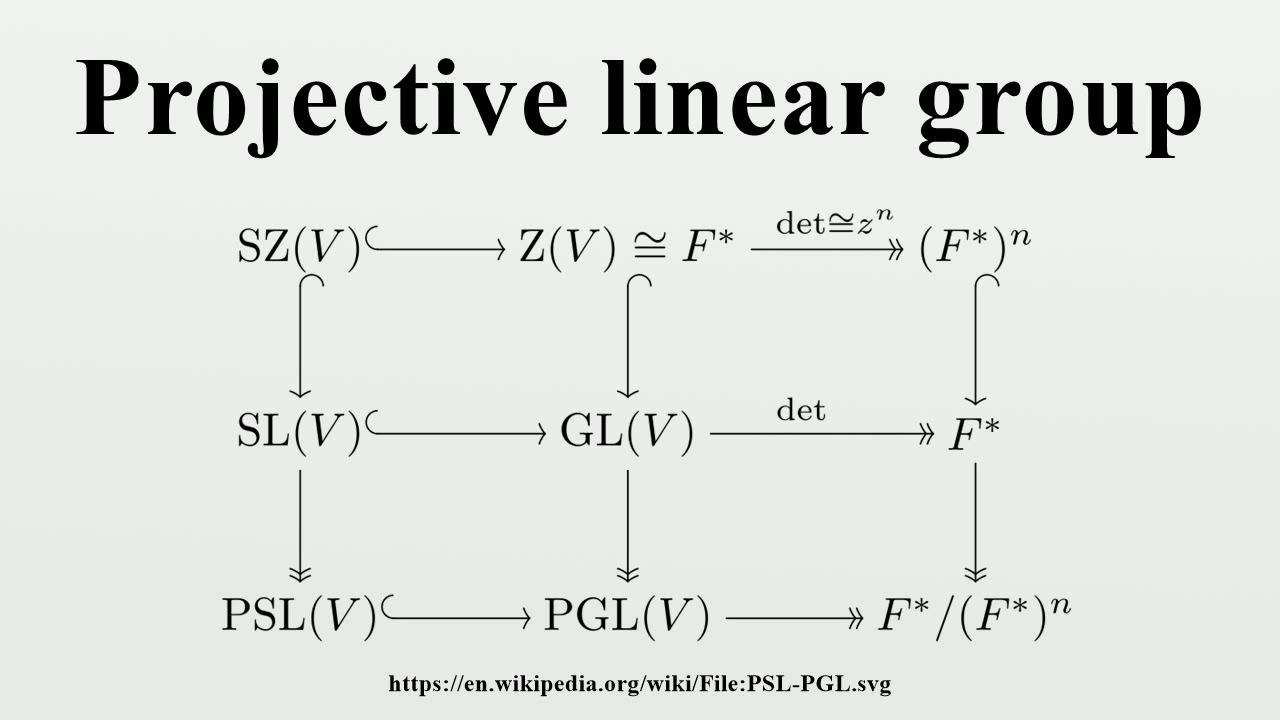 Projective linear group
det≅zⁿ
SZ(V) Z(V) ≅ F* (F*)ⁿ
det
SL(V) GL(V) F*
PSL(V) PGL(V) F*/(F*)ⁿ
https://en.wikipedia.org/wiki/File:PSL-PGL.svg